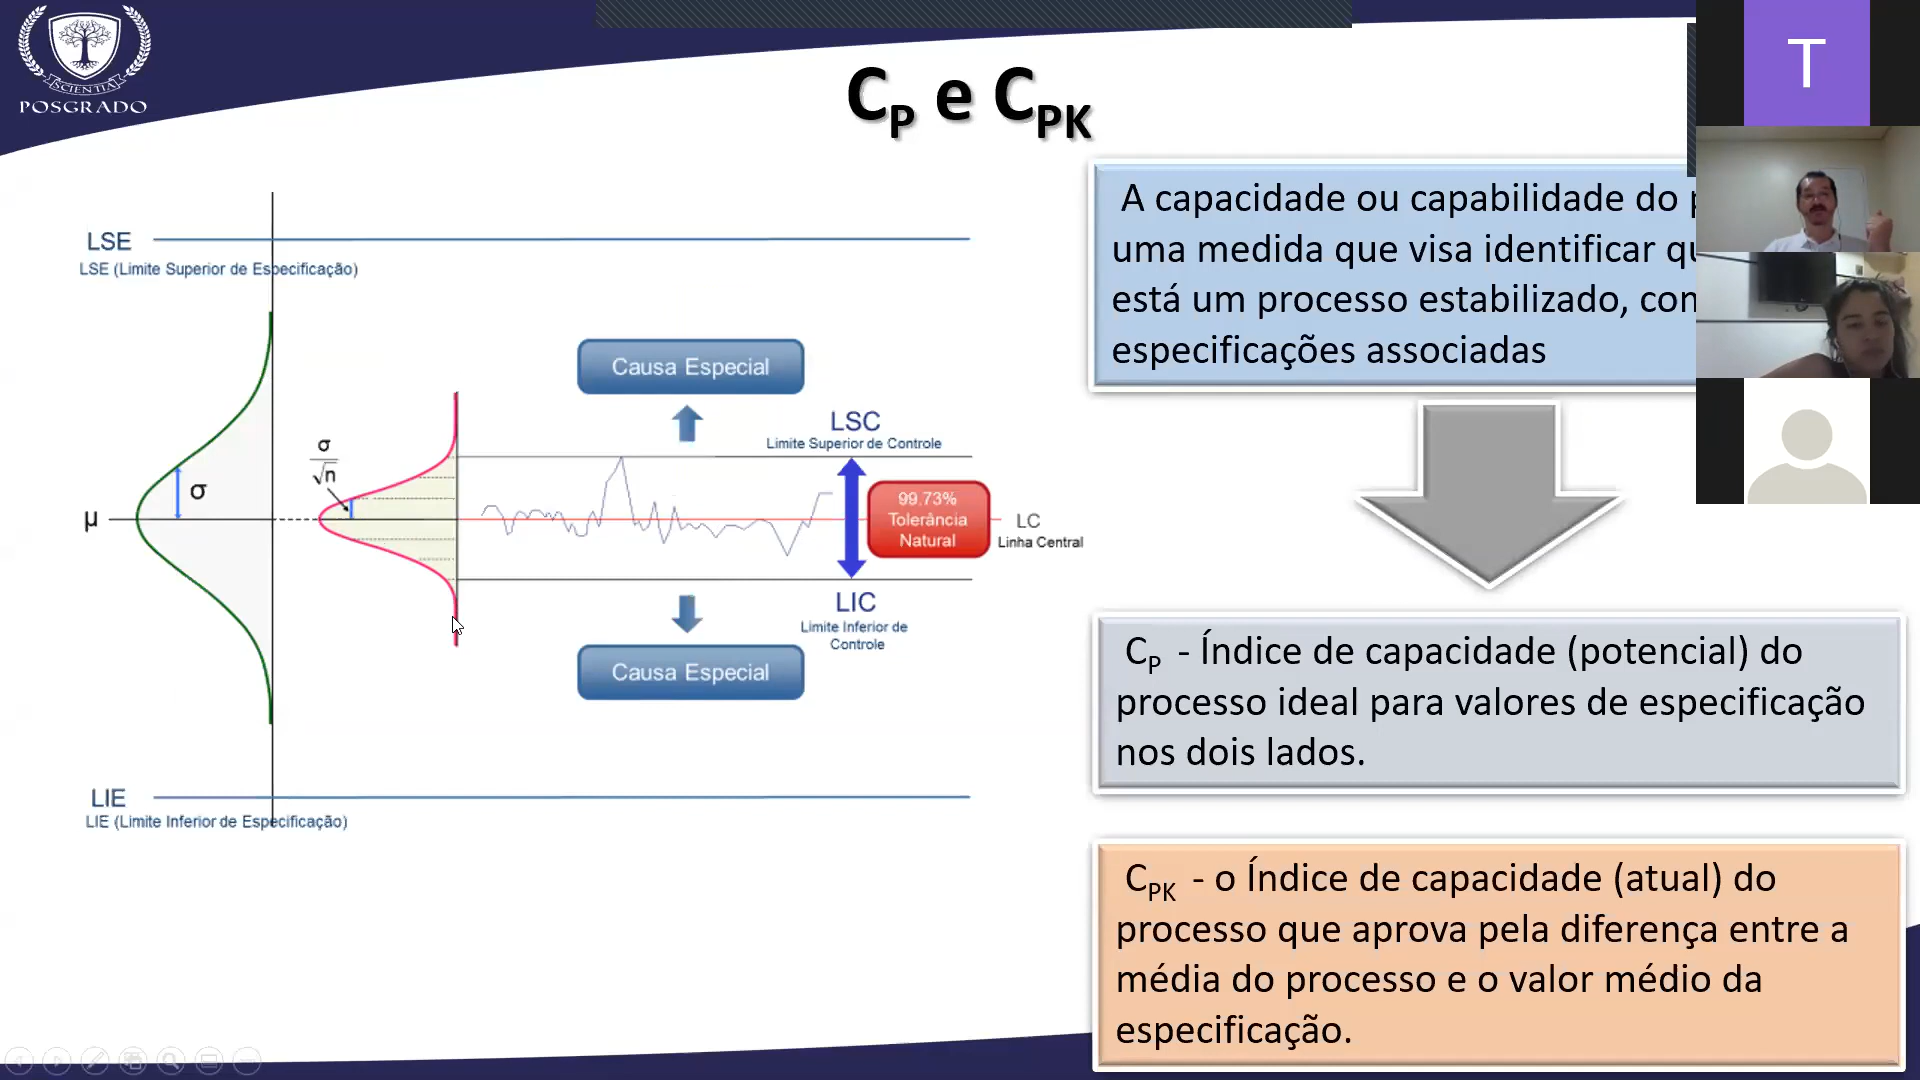 SCIENTIA
POSGRADO
CP e CPK
T
A capacidade ou capabilidade do
uma medida que visa identificar
está um processo estabilizado,
especificações associadas
LSE
LSE (Limite Superior de Especificação)
Causa Especial
LSC
Limite Superior de Controle
σ
√n
σ
μ
99.73%
Tolerância
Natural
LC
Linha Central
LIC
Limite Inferior de
Controle
Causa Especial
LIE
LIE (Limite Inferior de Especificação)
CP - Índice de capacidade (potencial) do
processo ideal para valores de especificação
nos dois lados.
CPK - o Índice de capacidade (atual) do
processo que aprova pela diferença entre a
média do processo e o valor médio da
especificação.